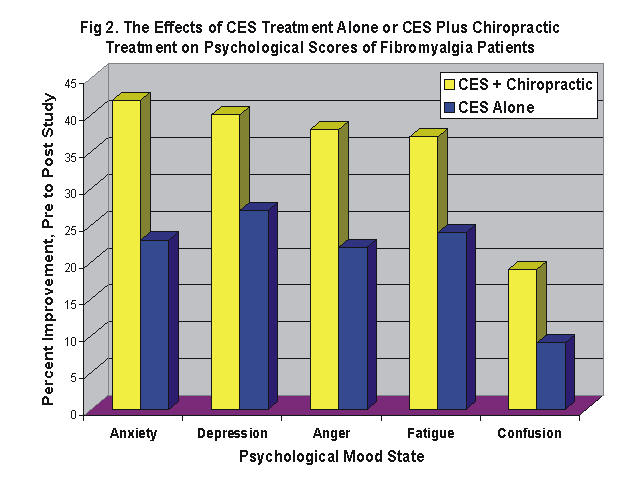 Fig 2. The Effects of CES Treatment Alone or CES Plus Chiropractic
Treatment on Psychological Scores of Fibromyalgia Patients
CES + Chiropractic
CES Alone
Percent Improvement, Pre to Post Study
45
40
35
30
25
20
15
10
5
0
Anxiety
Depression
Anger
Fatigue
Confusion
Psychological Mood State